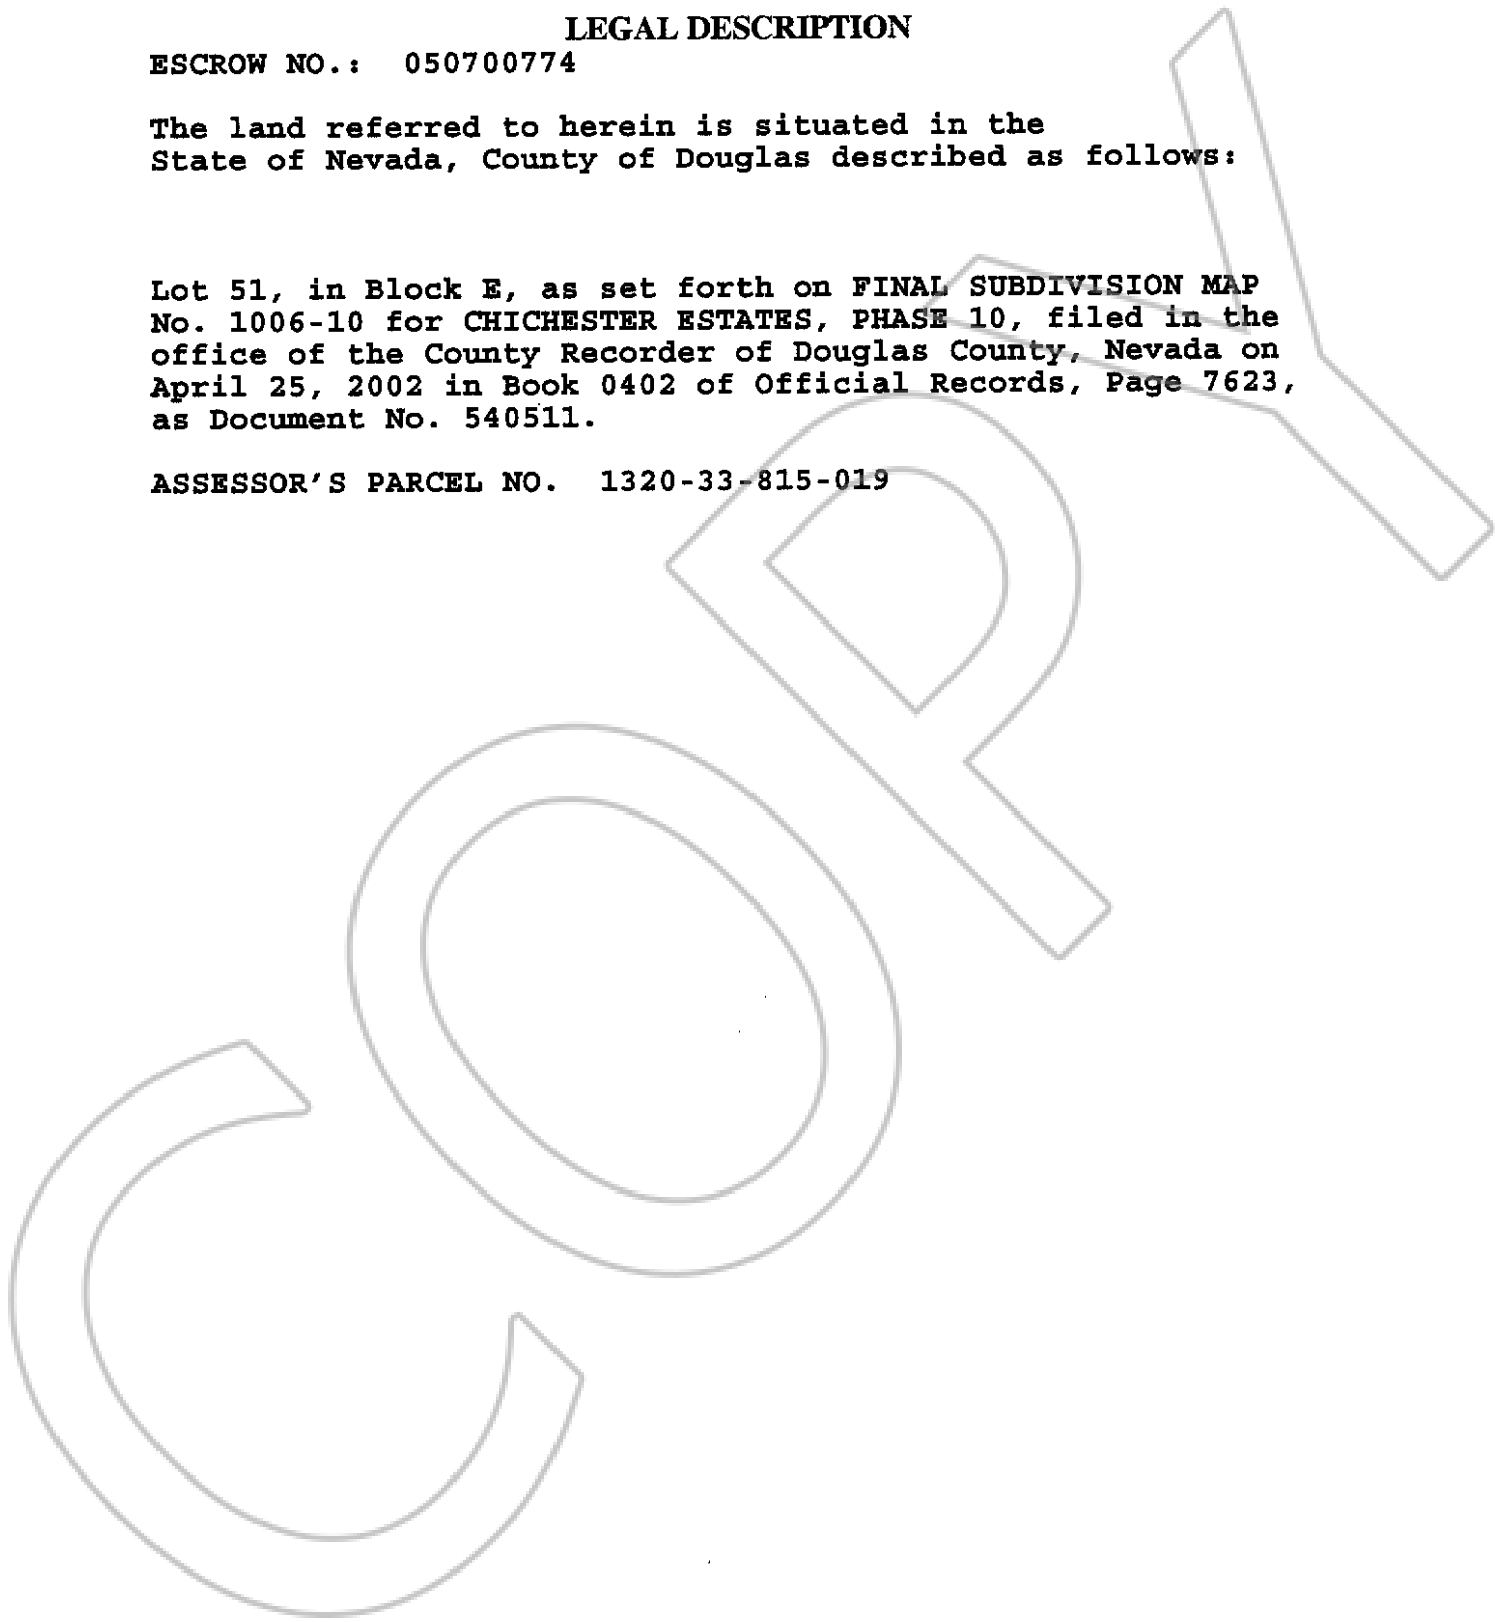 LEGAL DESCRIPTION
ESCROW NO.: 050700774
The land referred to herein is situated in the
State of Nevada, County of Douglas described as follows:
Lot 51, in Block E, as set forth on FINAL SUBDIVISION MAP
No. 1006-10 for CHICHESTER ESTATES, PHASE 10, filed in the
office of the County Recorder of Douglas County, Nevada on
April 25, 2002 in Book 0402 of Official Records, Page 7623,
as Document No. 540511.
ASSESSOR'S PARCEL NO. 1320-33-815-019
COPY